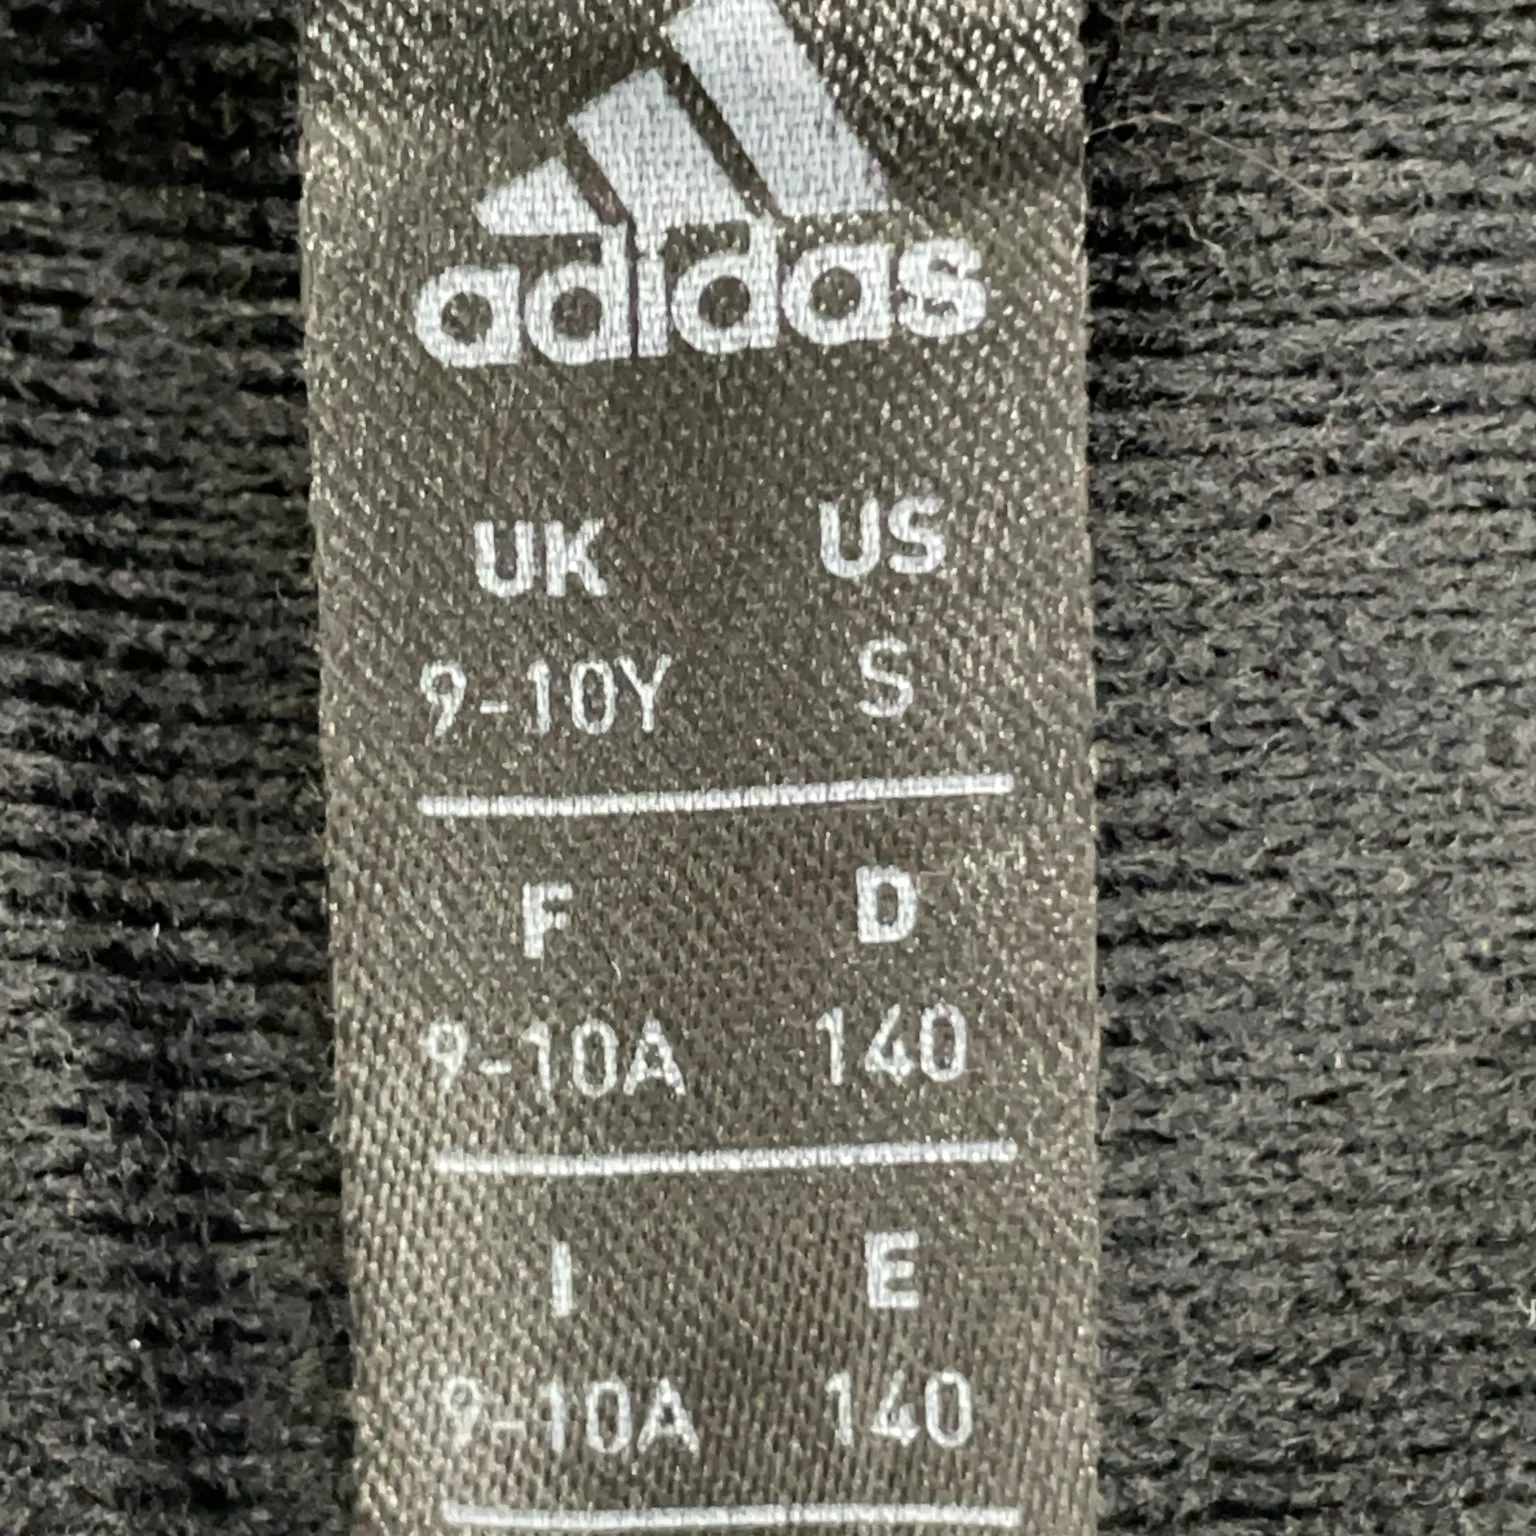 adidas
UK US
9-10Y S
F D
9-10A 140
I E
9-10A 140